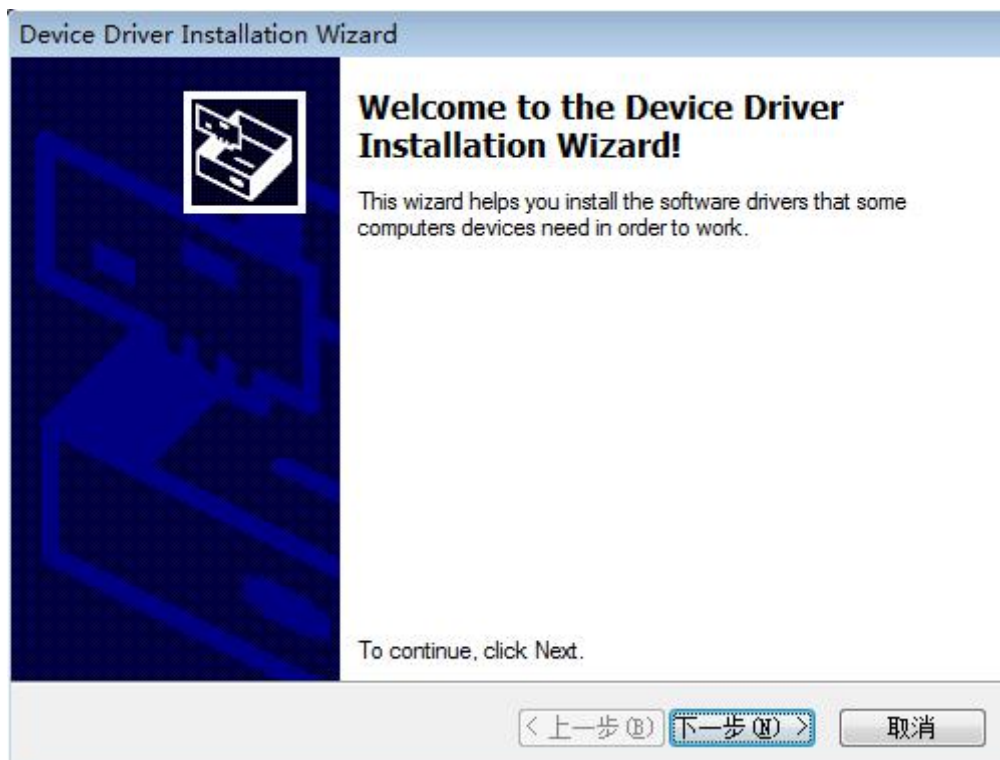 Device Driver Installation Wizard
Welcome to the Device Driver
Installation Wizard!
This wizard helps you install the software drivers that some
computers devices need in order to work.
To continue, click Next.
< 上一步(B) 下一步(N) > 取消